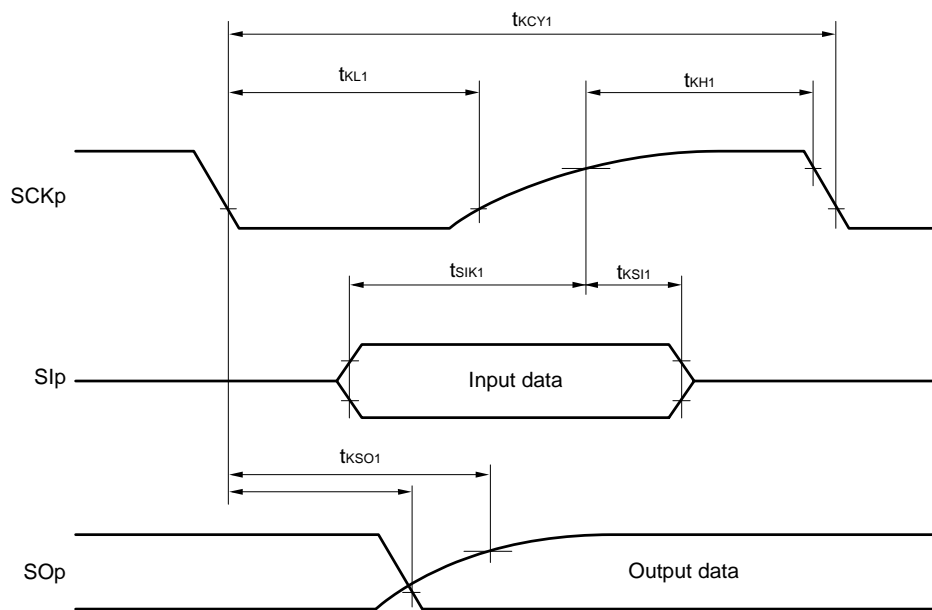 tKCY1
tKL1
tKH1
SCKp
tSIK1
tKSI1
SIp
Input data
tKSO1
SOp
Output data